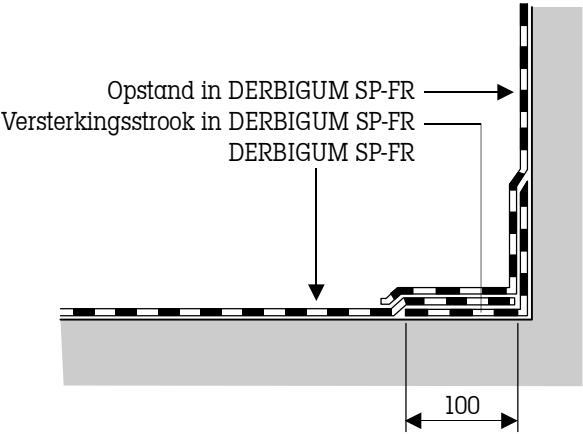 Opstand in DERBIGUM SP-FR
Versterkingsstrook in DERBIGUM SP-FR
DERBIGUM SP-FR
100